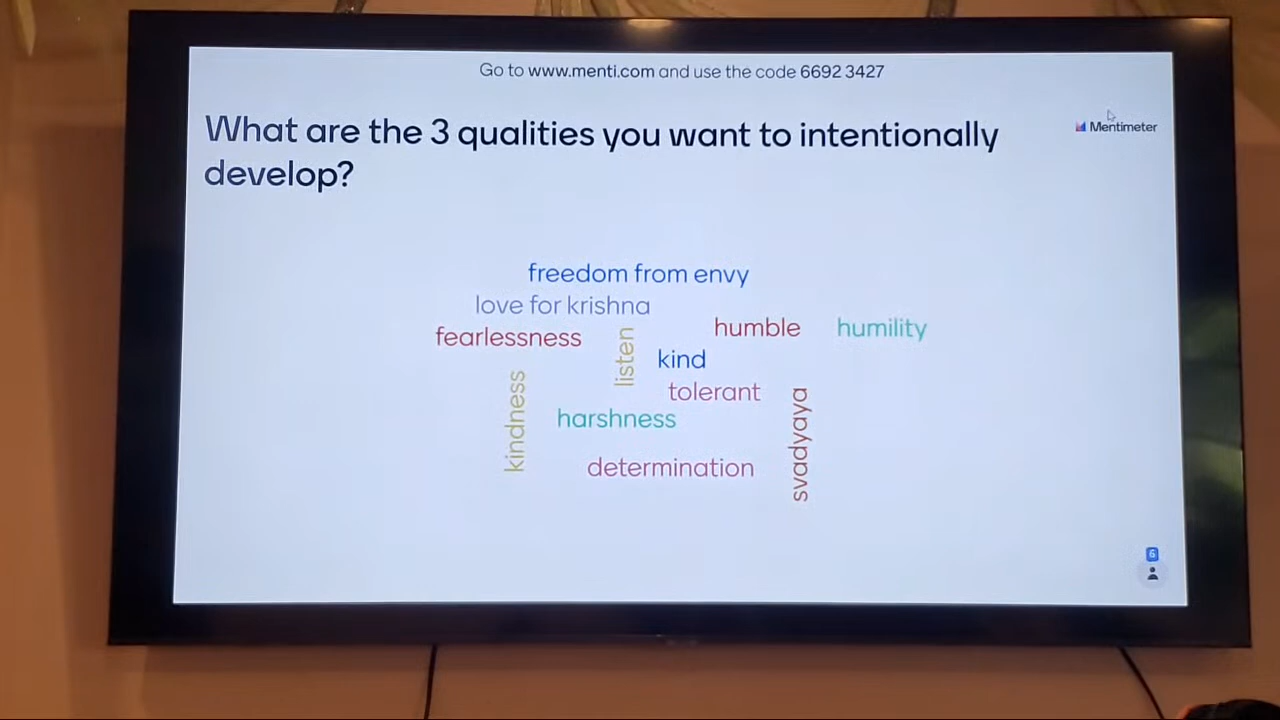 Go to www.menti.com and use the code 6692 3427
What are the 3 qualities you want to intentionally
develop?
Mentimeter
freedom from envy
love for krishna
fearlessness
listen
humble
humility
kind
tolerant
kindness
harshness
svadyaya
determination
6